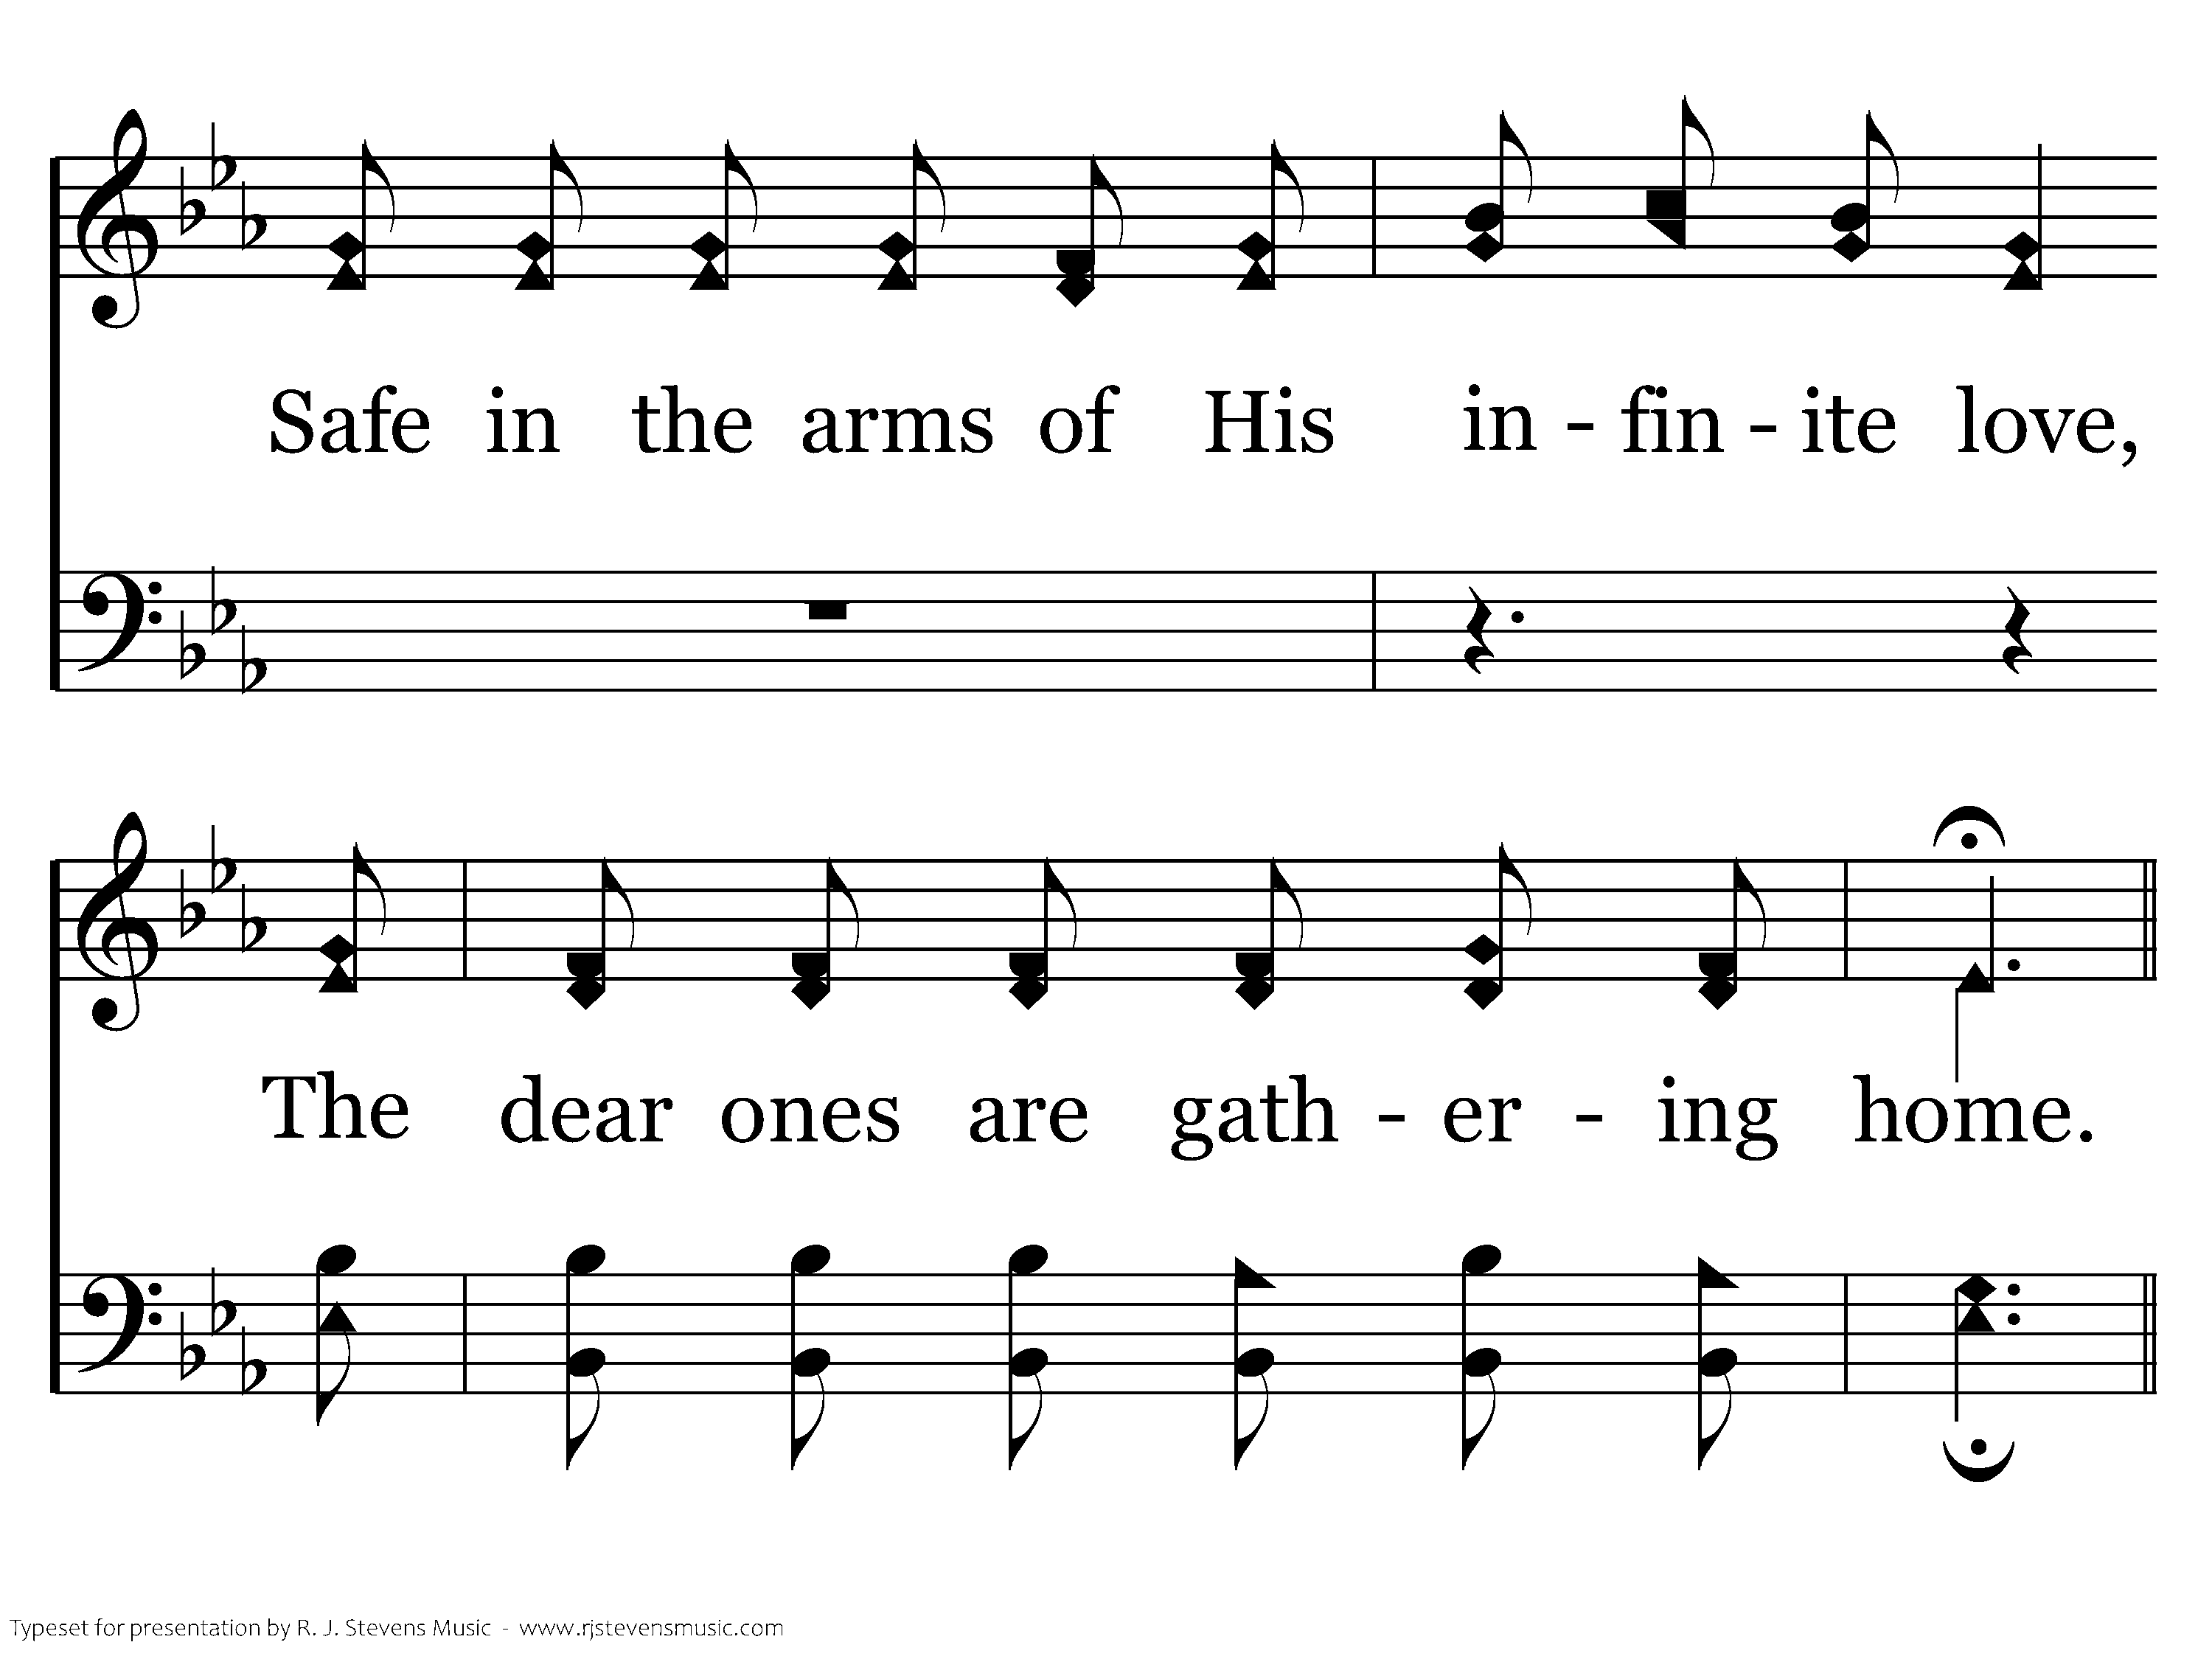 Safe in the arms of His in - fin - ite love,
The dear ones are gath - er - ing home.
Typeset for presentation by R. J. Stevens Music - www.rjstevensmusic.com